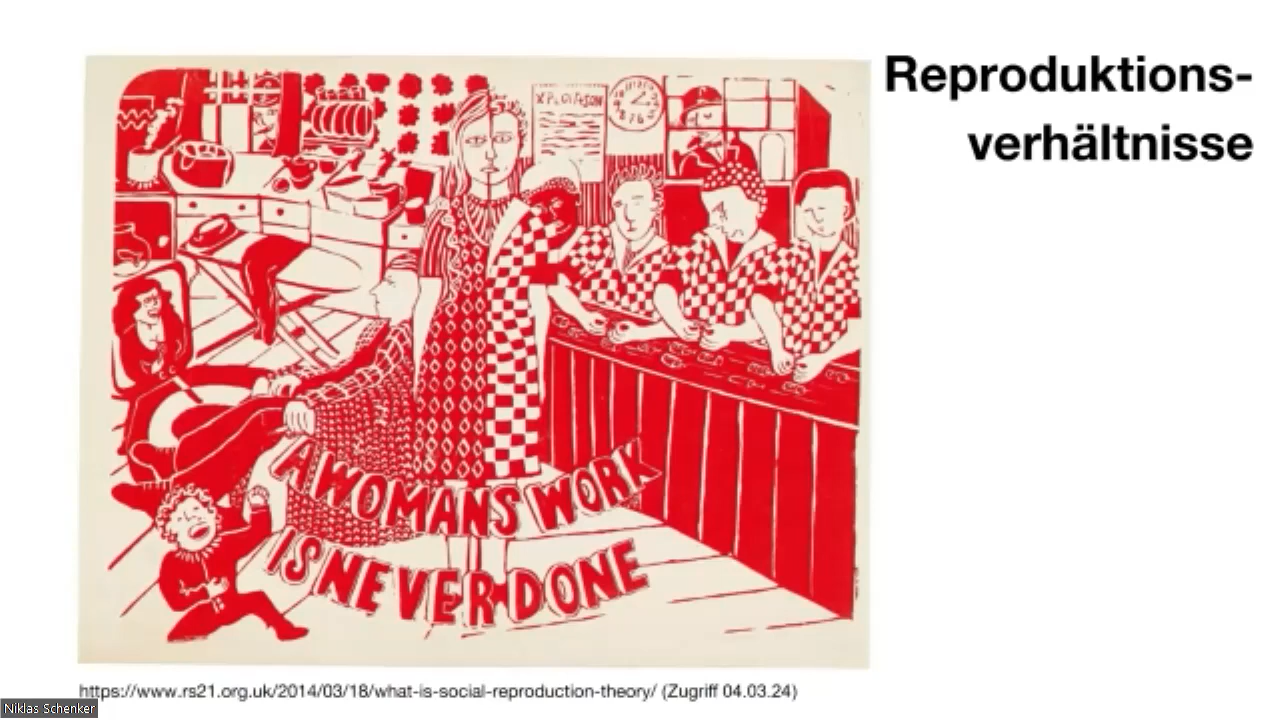 Reproduktions-
verhältnisse
A WOMANS WORK
IS NEVER DONE
https://www.rs21.org.uk/2014/03/18/what-is-social-reproduction-theory/ (Zugriff 04.03.24)
Niklas Schenker